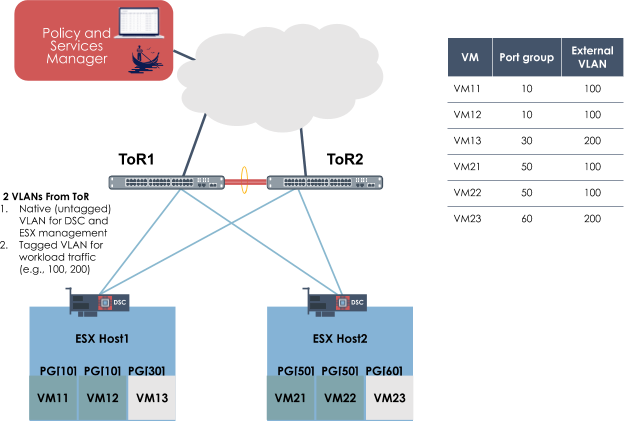 Policy and
Services
Manager
ToR1
ToR2
2 VLANs From ToR
1. Native (untagged)
VLAN for DSC and
ESX management
2. Tagged VLAN for
workload traffic
(e.g., 100, 200)
DSC
DSC
ESX Host1
ESX Host2
PG[10] PG[10] PG[30]
PG[50] PG[50] PG[60]
VM11 VM12 VM13
VM21 VM22 VM23
VM Port group External
VLAN
VM11 10 100
VM12 10 100
VM13 30 200
VM21 50 100
VM22 50 100
VM23 60 200